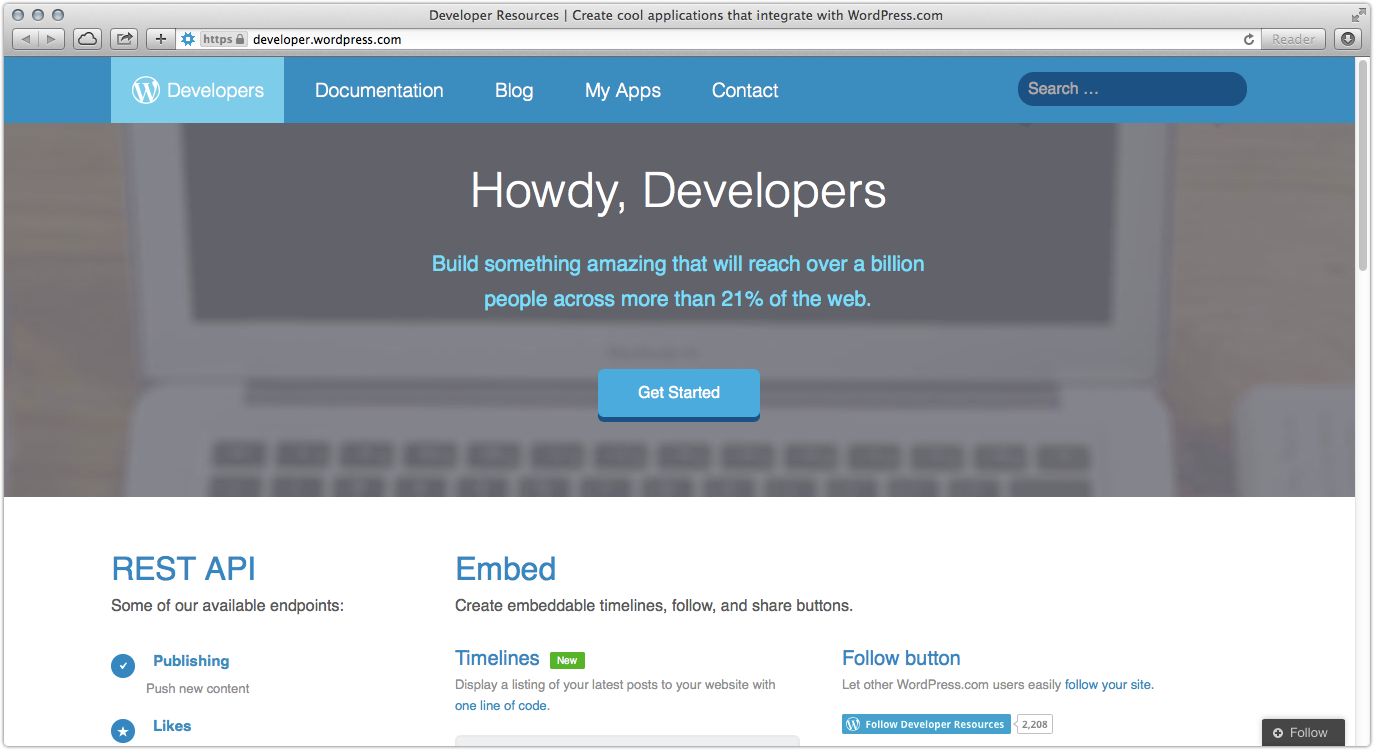 Developer Resources | Create cool applications that integrate with WordPress.com
https developer.wordpress.com Reader
Developers Documentation Blog My Apps Contact Search …
Howdy, Developers
Build something amazing that will reach over a billion
people across more than 21% of the web.
Get Started
REST API
Some of our available endpoints:
Publishing
Push new content
Likes
Embed
Create embeddable timelines, follow, and share buttons.
Timelines New
Display a listing of your latest posts to your website with
one line of code.
Follow button
Let other WordPress.com users easily follow your site.
Follow Developer Resources 2,208
Follow